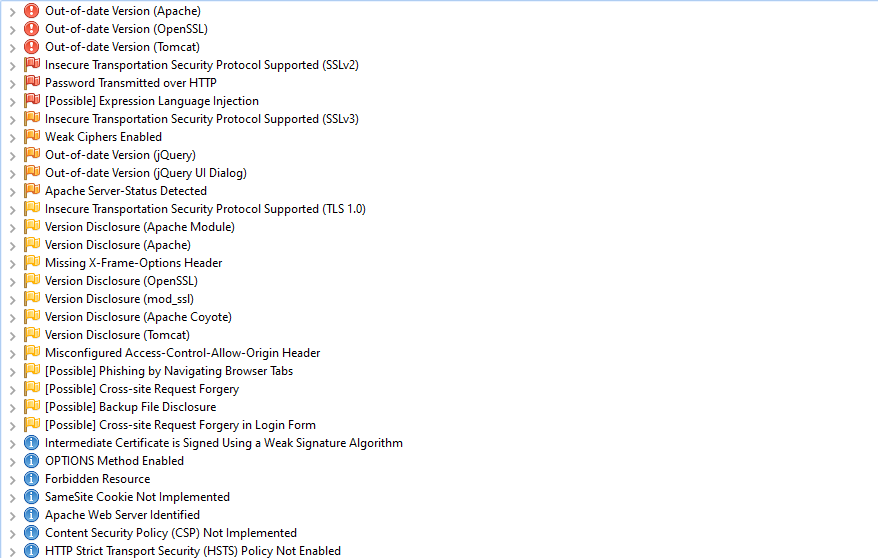 Out-of-date Version (Apache)
Out-of-date Version (OpenSSL)
Out-of-date Version (Tomcat)
Insecure Transportation Security Protocol Supported (SSLv2)
Password Transmitted over HTTP
[Possible] Expression Language Injection
Insecure Transportation Security Protocol Supported (SSLv3)
Weak Ciphers Enabled
Out-of-date Version (jQuery)
Out-of-date Version (jQuery UI Dialog)
Apache Server-Status Detected
Insecure Transportation Security Protocol Supported (TLS 1.0)
Version Disclosure (Apache Module)
Version Disclosure (Apache)
Missing X-Frame-Options Header
Version Disclosure (OpenSSL)
Version Disclosure (mod_ssl)
Version Disclosure (Apache Coyote)
Version Disclosure (Tomcat)
Misconfigured Access-Control-Allow-Origin Header
[Possible] Phishing by Navigating Browser Tabs
[Possible] Cross-site Request Forgery
[Possible] Backup File Disclosure
[Possible] Cross-site Request Forgery in Login Form
Intermediate Certificate is Signed Using a Weak Signature Algorithm
OPTIONS Method Enabled
Forbidden Resource
SameSite Cookie Not Implemented
Apache Web Server Identified
Content Security Policy (CSP) Not Implemented
HTTP Strict Transport Security (HSTS) Policy Not Enabled